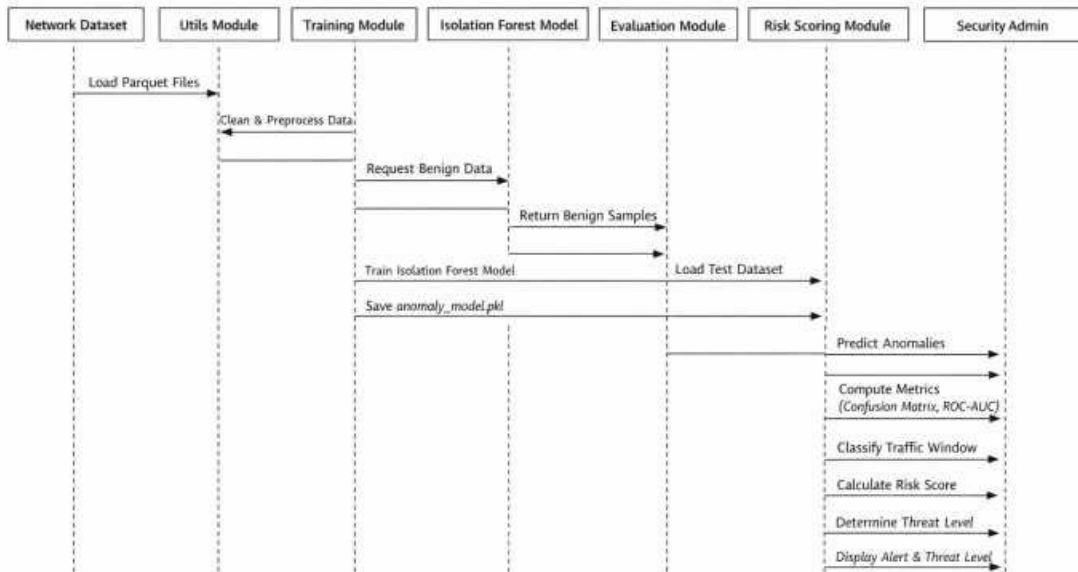 Network Dataset
Utils Module
Training Module
Isolation Forest Model
Evaluation Module
Risk Scoring Module
Security Admin
Load Parquet Files
Clean & Preprocess Data
Request Benign Data
Return Benign Samples
Train Isolation Forest Model
Load Test Dataset
Save anomaly_model.pkl
Predict Anomalies
Compute Metrics
(Confusion Matrix, ROC-AUC)
Classify Traffic Window
Calculate Risk Score
Determine Threat Level
Display Alert & Threat Level